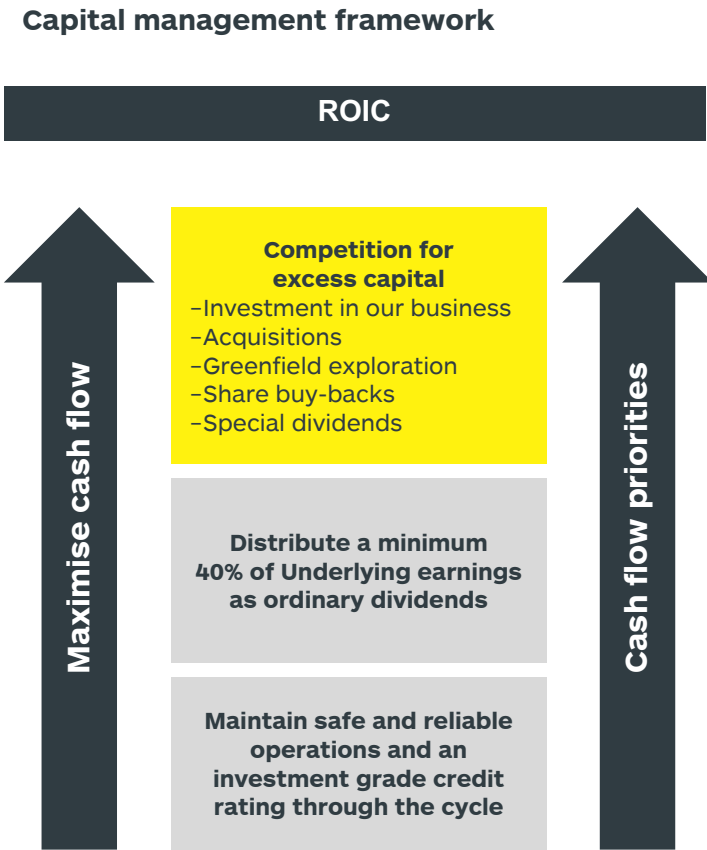 Capital management framework
ROIC
Maximise cash flow
Competition for
excess capital
–Investment in our business
–Acquisitions
–Greenfield exploration
–Share buy-backs
–Special dividends
Distribute a minimum
40% of Underlying earnings
as ordinary dividends
Maintain safe and reliable
operations and an
investment grade credit
rating through the cycle
Cash flow priorities